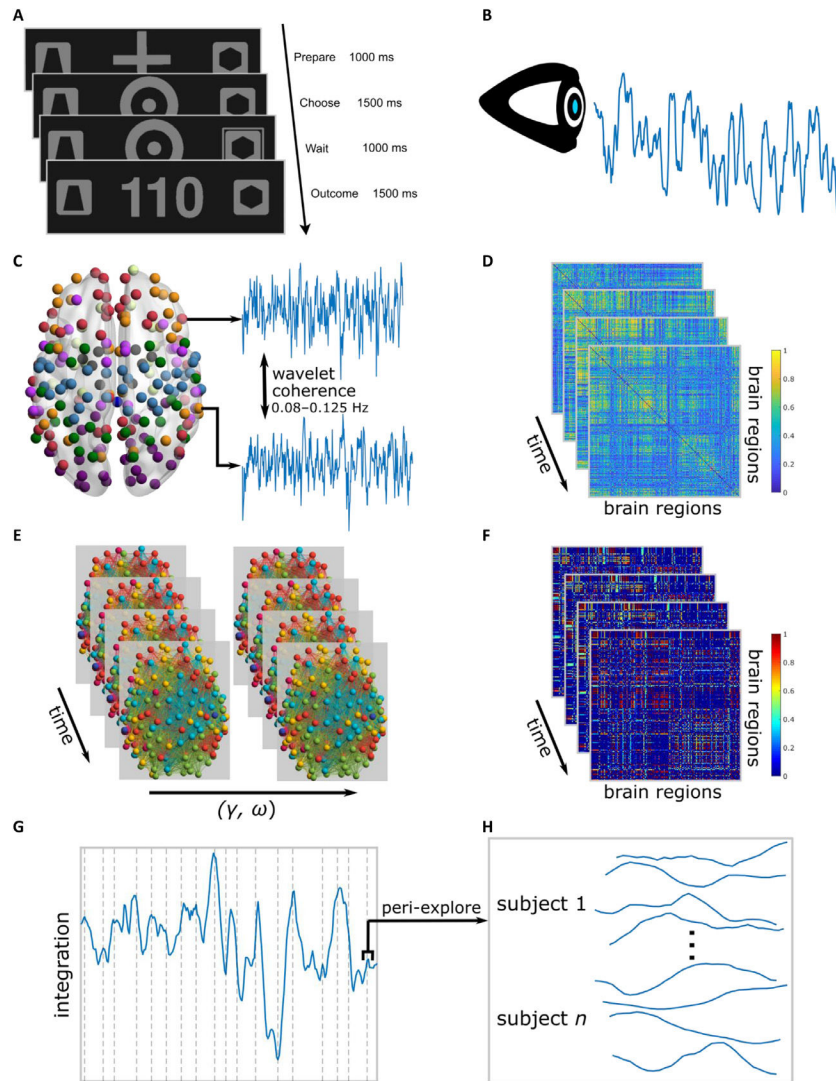 A
Prepare 1000 ms
Choose 1500 ms
Wait 1000 ms
Outcome 1500 ms
110
B
C
wavelet
coherence
0.08–0.125 Hz
D
time
brain regions
brain regions
1
0.8
0.6
0.4
0.2
0
E
time
(γ, ω)
F
time
brain regions
brain regions
1
0.8
0.6
0.4
0.2
0
G
integration
peri-explore
H
subject 1
subject n